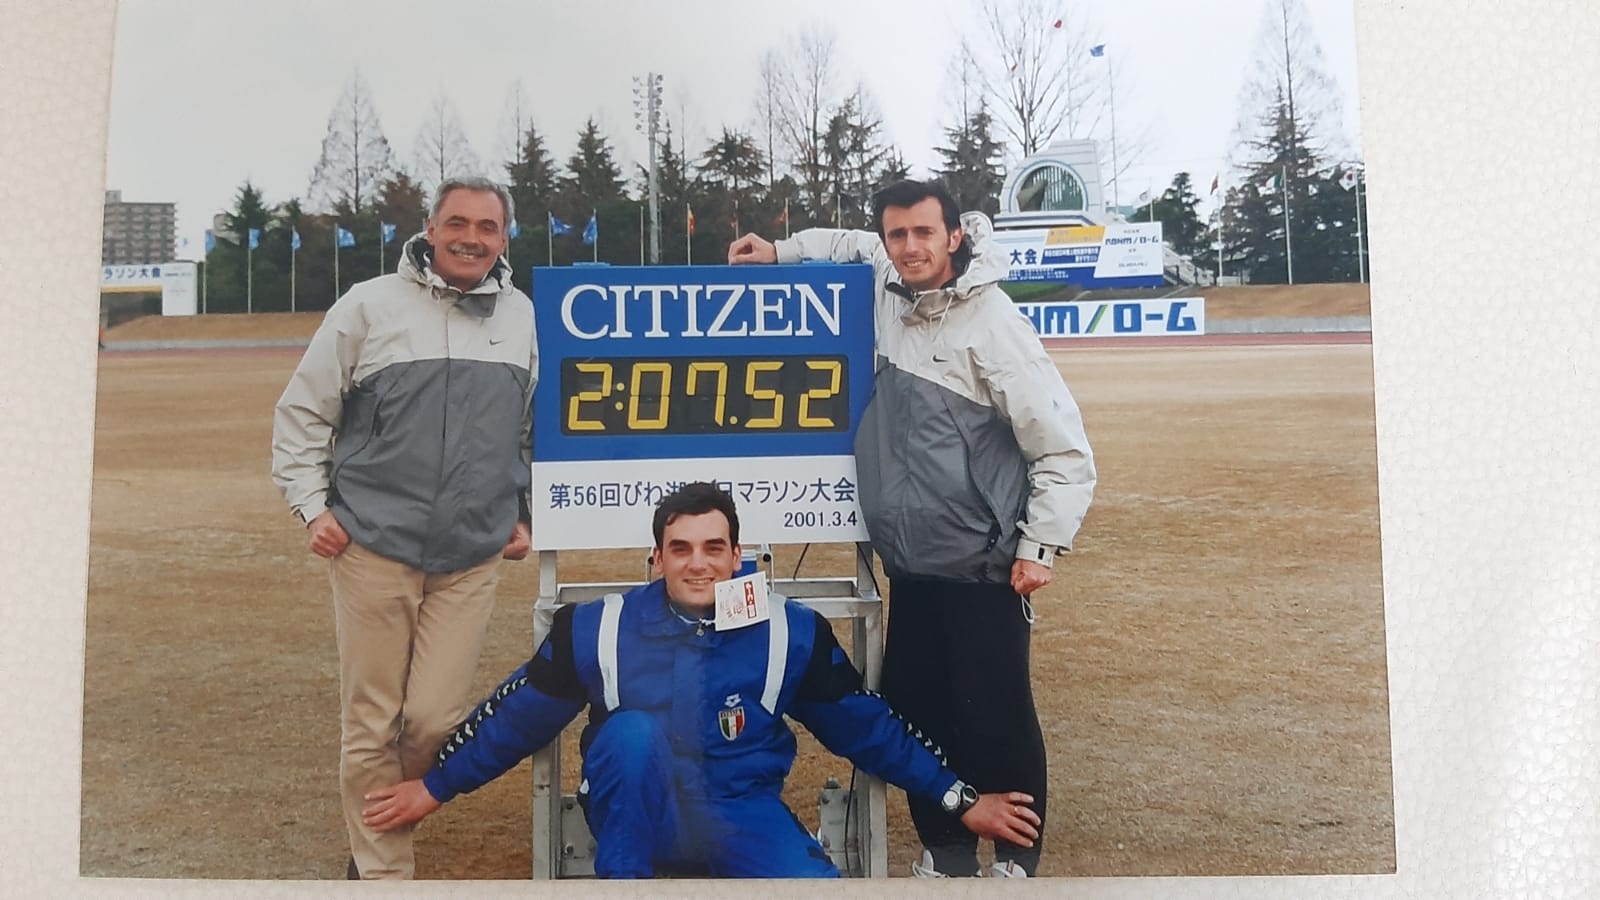 CITIZEN
2:07.52
第56回びわ湖毎日マラソン大会
2001.3.4
ラソン大会
大会
ROHM/ローム
ROHM/ローム
ITALIA